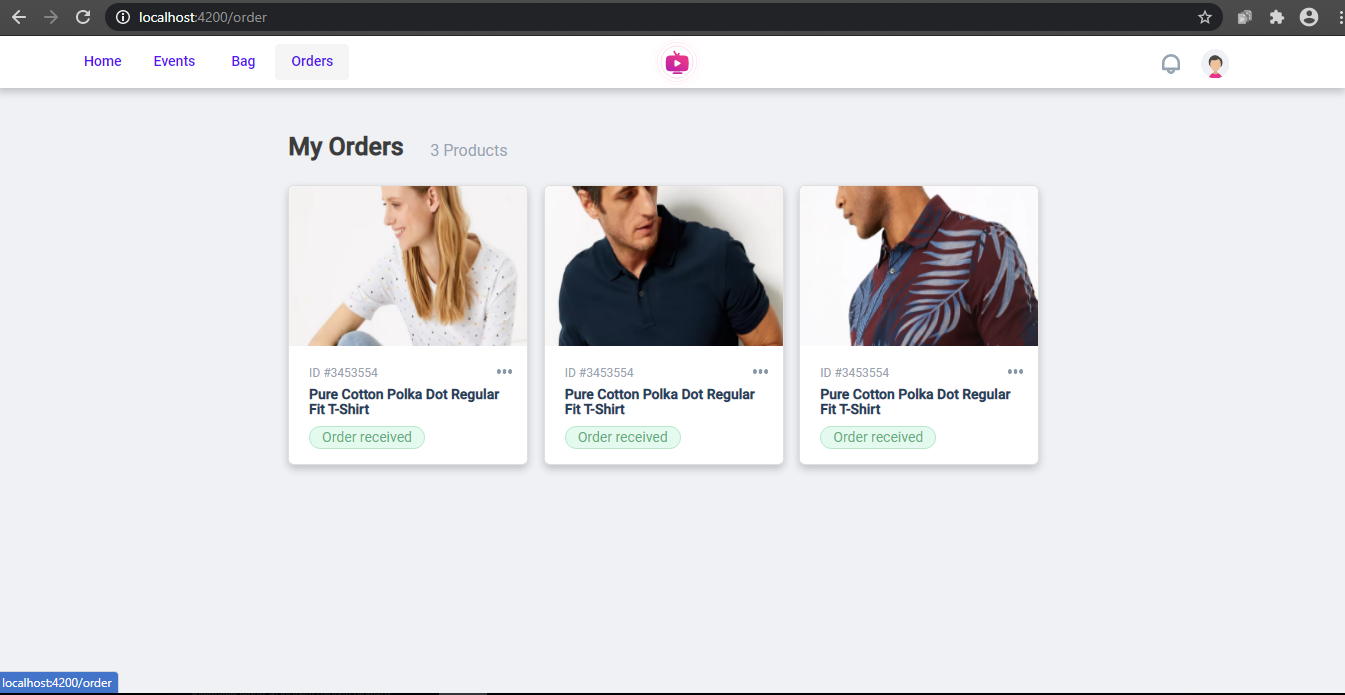 localhost:4200/order
Home Events Bag Orders
My Orders 3 Products
ID #3453554
Pure Cotton Polka Dot Regular
Fit T-Shirt
Order received
ID #3453554
Pure Cotton Polka Dot Regular
Fit T-Shirt
Order received
ID #3453554
Pure Cotton Polka Dot Regular
Fit T-Shirt
Order received
localhost:4200/order